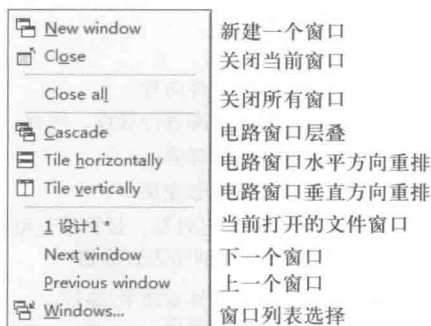 New window 新建一个窗口
Close 关闭当前窗口
Close all 关闭所有窗口
Cascade 电路窗口层叠
Tile horizontally 电路窗口水平方向重排
Tile vertically 电路窗口垂直方向重排
1 设计1 * 当前打开的文件窗口
Next window 下一个窗口
Previous window 上一个窗口
Windows... 窗口列表选择